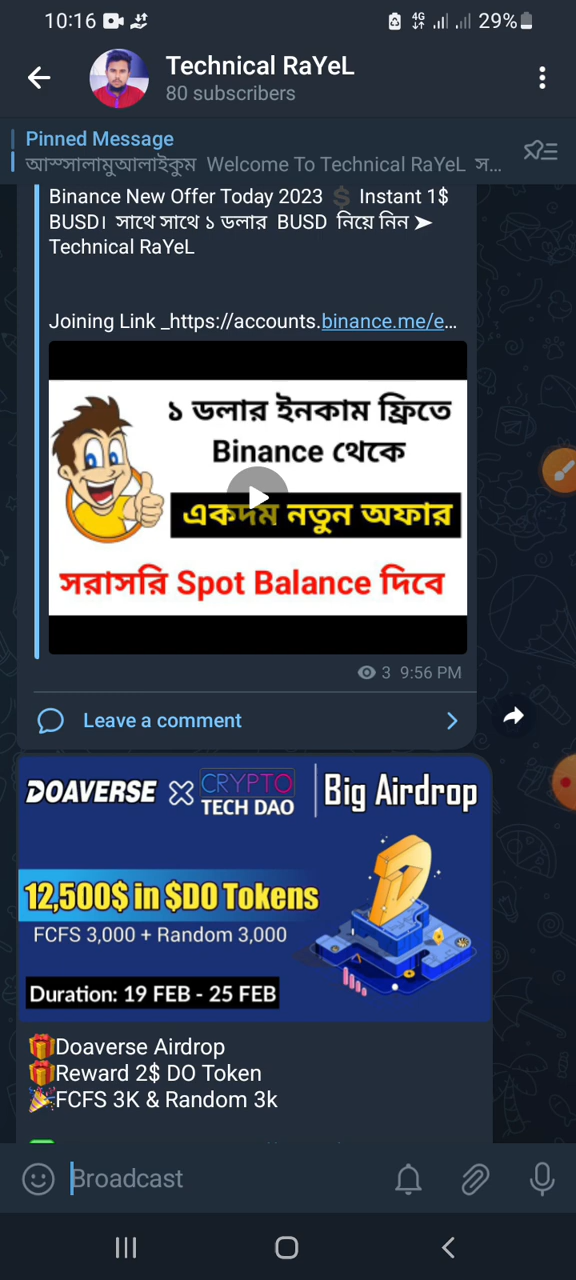 10:16
4G
29%
Technical RaYeL
80 subscribers
Pinned Message
আস্সালামুআলাইকুম Welcome To Technical RaYeL স...
Binance New Offer Today 2023 💲 Instant 1$
BUSD। সাথে সাথে ১ ডলার BUSD নিয়ে নিন ➤
Technical RaYeL
Joining Link _https://accounts.binance.me/e...
১ ডলার ইনকাম ফ্রিতে
Binance থেকে
একদম নতুন অফার
সরাসরি Spot Balance দিবে
3 9:56 PM
Leave a comment
DOAVERSE
CRYPTO
TECH DAO
Big Airdrop
12,500$ in $DO Tokens
FCFS 3,000 + Random 3,000
Duration: 19 FEB - 25 FEB
🎁Doaverse Airdrop
🎁Reward 2$ DO Token
🎉FCFS 3K & Random 3k
Broadcast